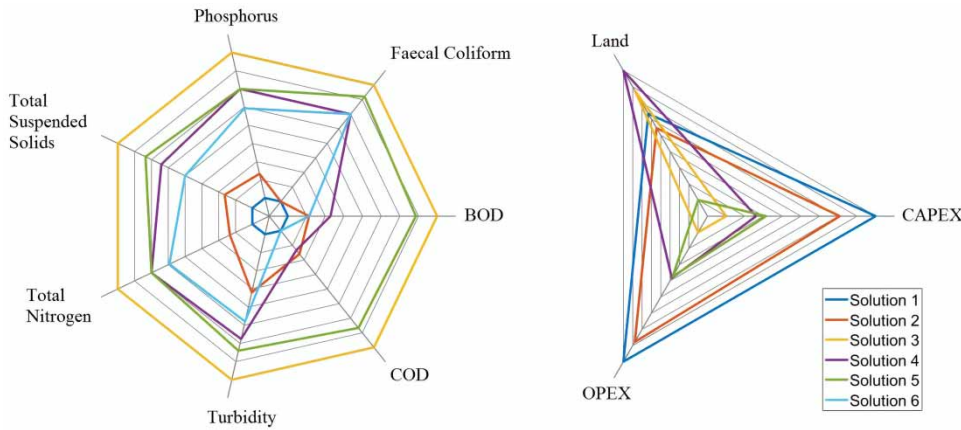 Phosphorus
Faecal Coliform
Total
Suspended
Solids
BOD
Total
Nitrogen
COD
Turbidity
Land
CAPEX
OPEX
Solution 1
Solution 2
Solution 3
Solution 4
Solution 5
Solution 6